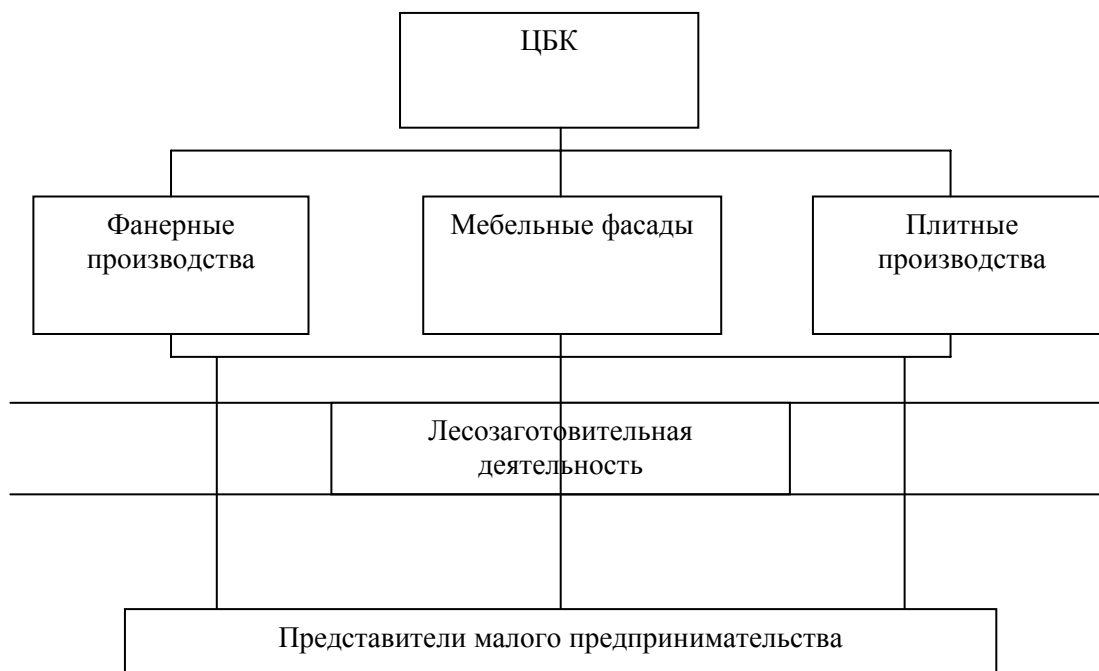 ЦБК
Фанерные
производства
Мебельные фасады
Плитные
производства
Лесозаготовительная
деятельность
Представители малого предпринимательства